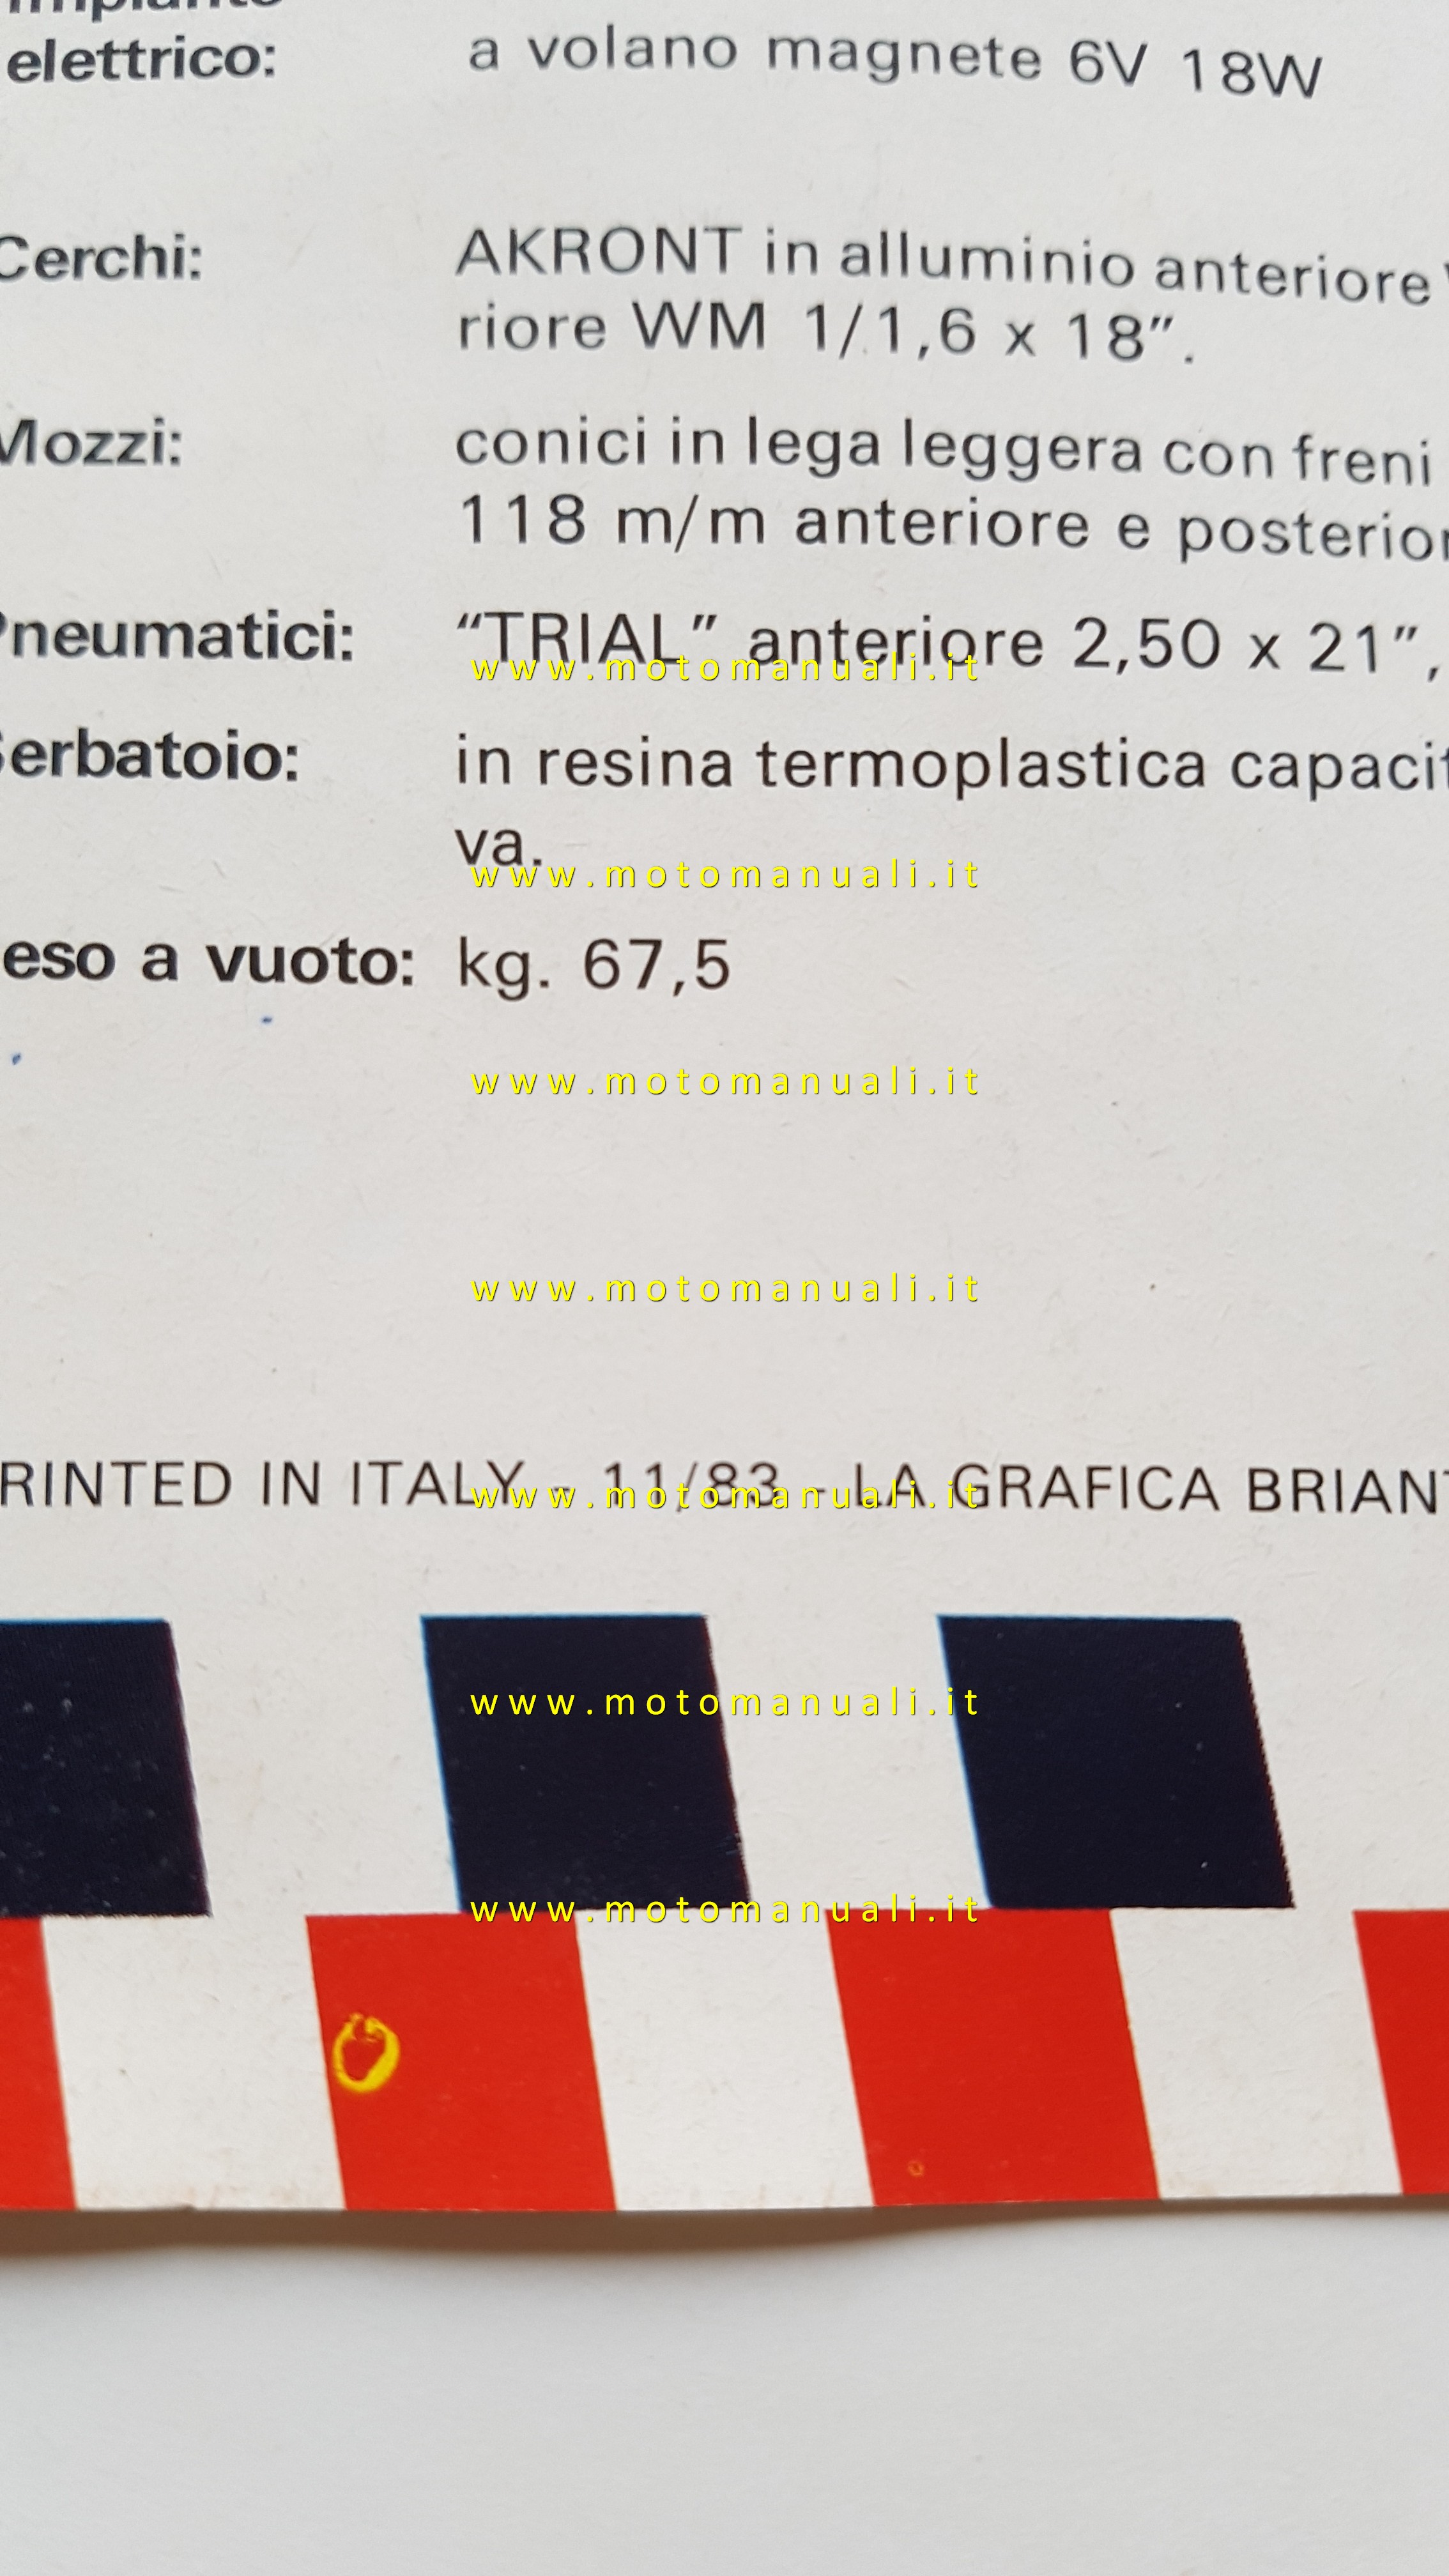 elettrico: a volano magnete 6V 18W
Cerchi: AKRONT in alluminio anteriore
riore WM 1/1,6 x 18”.
Mozzi: conici in lega leggera con freni
118 m/m anteriore e posterior
Pneumatici: “TRIAL” anteriore 2,50 x 21”,
www.motomanuali.it
Serbatoio: in resina termoplastica capacit
va.
www.motomanuali.it
eso a vuoto: kg. 67,5
www.motomanuali.it
www.motomanuali.it
RINTED IN ITALY - 11/83 - LA GRAFICA BRIANT
www.motomanuali.it
www.motomanuali.it
www.motomanuali.it